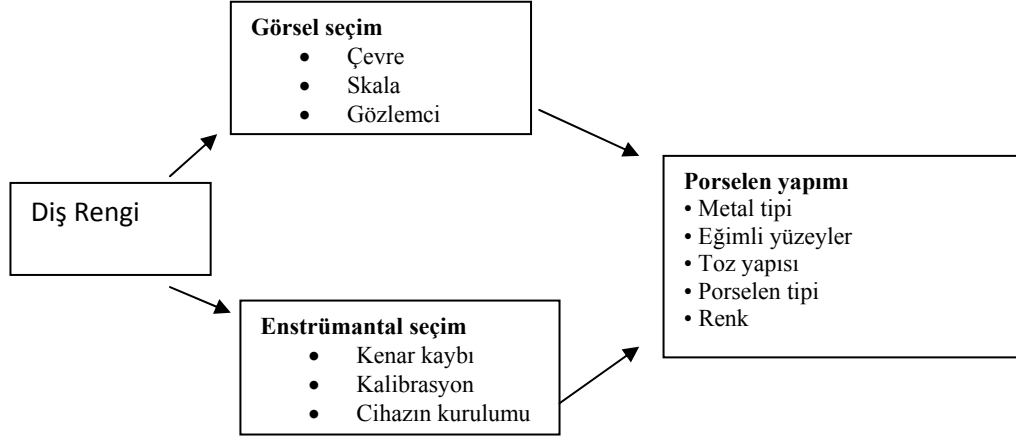 Görsel seçim
• Çevre
• Skala
• Gözlemci
Diş Rengi
Enstrümantal seçim
• Kenar kaybı
• Kalibrasyon
• Cihazın kurulumu
Porselen yapımı
• Metal tipi
• Eğimli yüzeyler
• Toz yapısı
• Porselen tipi
• Renk